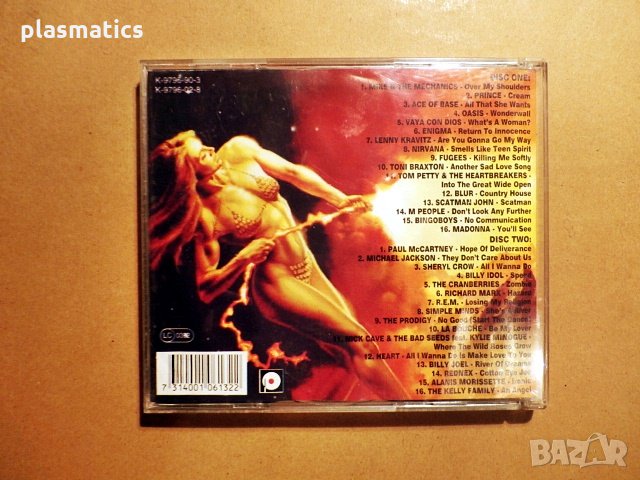 plasmatics
K-9796-90-3
K-9796-02-8
DISC ONE:
1. MIKE & THE MECHANICS - Over My Shoulders
2. PRINCE - Cream
3. ACE OF BASE - All That She Wants
4. OASIS - Wonderwall
5. VAYA CON DIOS - What's A Woman?
6. ENIGMA - Return To Innocence
7. LENNY KRAVITZ - Are You Gonna Go My Way
8. NIRVANA - Smells Like Teen Spirit
9. FUGEES - Killing Me Softly
10. TONI BRAXTON - Another Sad Love Song
11. TOM PETTY & THE HEARTBREAKERS -
Into The Great Wide Open
12. BLUR - Country House
13. SCATMAN JOHN - Scatman
14. M PEOPLE - Don't Look Any Further
15. BINGOBOYS - No Communication
16. MADONNA - You'll See
DISC TWO:
1. PAUL McCARTNEY - Hope Of Deliverance
2. MICHAEL JACKSON - They Don't Care About Us
3. SHERYL CROW - All I Wanna Do
4. BILLY IDOL - Speed
5. THE CRANBERRIES - Zombie
6. RICHARD MARX - Hazard
7. R.E.M. - Losing My Religion
8. SIMPLE MINDS - She's A River
9. THE PRODIGY - No Good (Start The Dance)
10. LA BOUCHE - Be My Lover
11. NICK CAVE & THE BAD SEEDS feat. KYLIE MINOGUE -
Where The Wild Roses Grow
12. HEART - All I Wanna Do Is Make Love To You
13. BILLY JOEL - River Of Dreams
14. REDNEX - Cotton Eye Joe
15. ALANIS MORISSETTE - Ironic
16. THE KELLY FAMILY - An Angel
LC
7 314001 061322
BAZAR